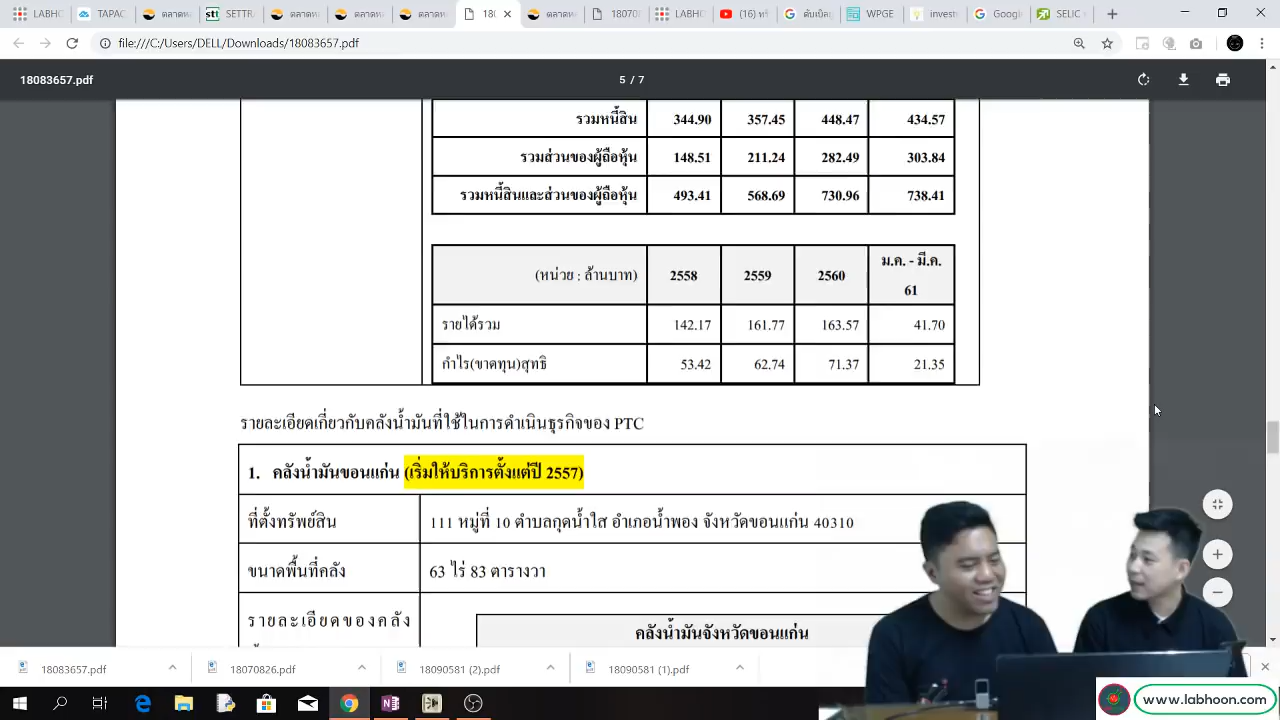 LABHC
TAPAC
ตลาดห
SETTR
ตลาดห
ตลาดห
180
ตลาดห
18070
LABHO
(16) ห
ดับเบิ้ล
WPGE
invest
Googl
SELIC
file:///C:/Users/DELL/Downloads/18083657.pdf
18083657.pdf
5 / 7
รวมหนี้สิน 344.90 357.45 448.47 434.57
รวมส่วนของผู้ถือหุ้น 148.51 211.24 282.49 303.84
รวมหนี้สินและส่วนของผู้ถือหุ้น 493.41 568.69 730.96 738.41
(หน่วย : ล้านบาท) 2558 2559 2560 ม.ค. - มี.ค.
61
รายได้รวม 142.17 161.77 163.57 41.70
กำไร(ขาดทุน)สุทธิ 53.42 62.74 71.37 21.35
รายละเอียดเกี่ยวกับคลังน้ำมันที่ใช้ในการดำเนินธุรกิจของ PTC
1. คลังน้ำมันขอนแก่น (เริ่มให้บริการตั้งแต่ปี 2557)
ที่ตั้งทรัพย์สิน 111 หมู่ที่ 10 ตำบลกุดน้ำใส อำเภอน้ำพอง จังหวัดขอนแก่น 40310
ขนาดพื้นที่คลัง 63 ไร่ 83 ตารางวา
รายละเอียดของคลัง
คลังน้ำมันจังหวัดขอนแก่น
18083657.pdf
18070826.pdf
18090581 (2).pdf
18090581 (1).pdf
www.labhoon.com